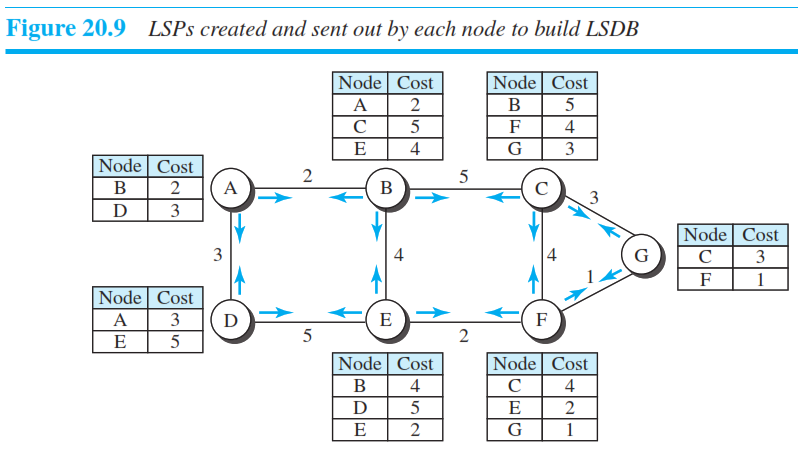 Figure 20.9 LSPs created and sent out by each node to build LSDB
Node Cost
A 2
C 5
E 4
Node Cost
B 5
F 4
G 3
Node Cost
B 2
D 3
A
2
B
5
C
3
Node Cost
C 3
F 1
3
4
4
G
1
Node Cost
A 3
E 5
D
5
E
2
F
Node Cost
B 4
D 5
E 2
Node Cost
C 4
E 2
G 1